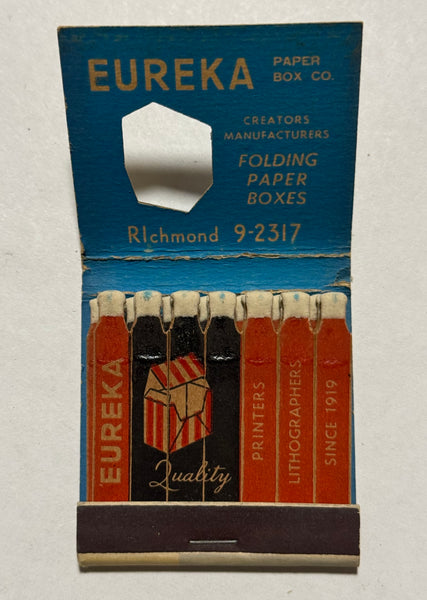 EUREKA PAPER
BOX CO.
CREATORS
MANUFACTURERS
FOLDING
PAPER
BOXES
RIchmond 9-2317
EUREKA
Quality
PRINTERS
LITHOGRAPHERS
SINCE 1919